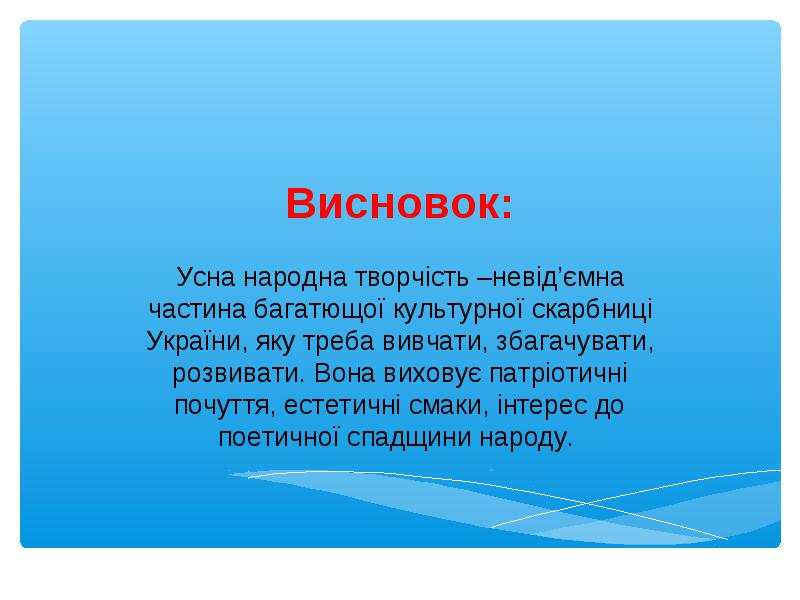 Висновок:
Усна народна творчість –невід’ємна
частина багатющої культурної скарбниці
України, яку треба вивчати, збагачувати,
розвивати. Вона виховує патріотичні
почуття, естетичні смаки, інтерес до
поетичної спадщини народу.